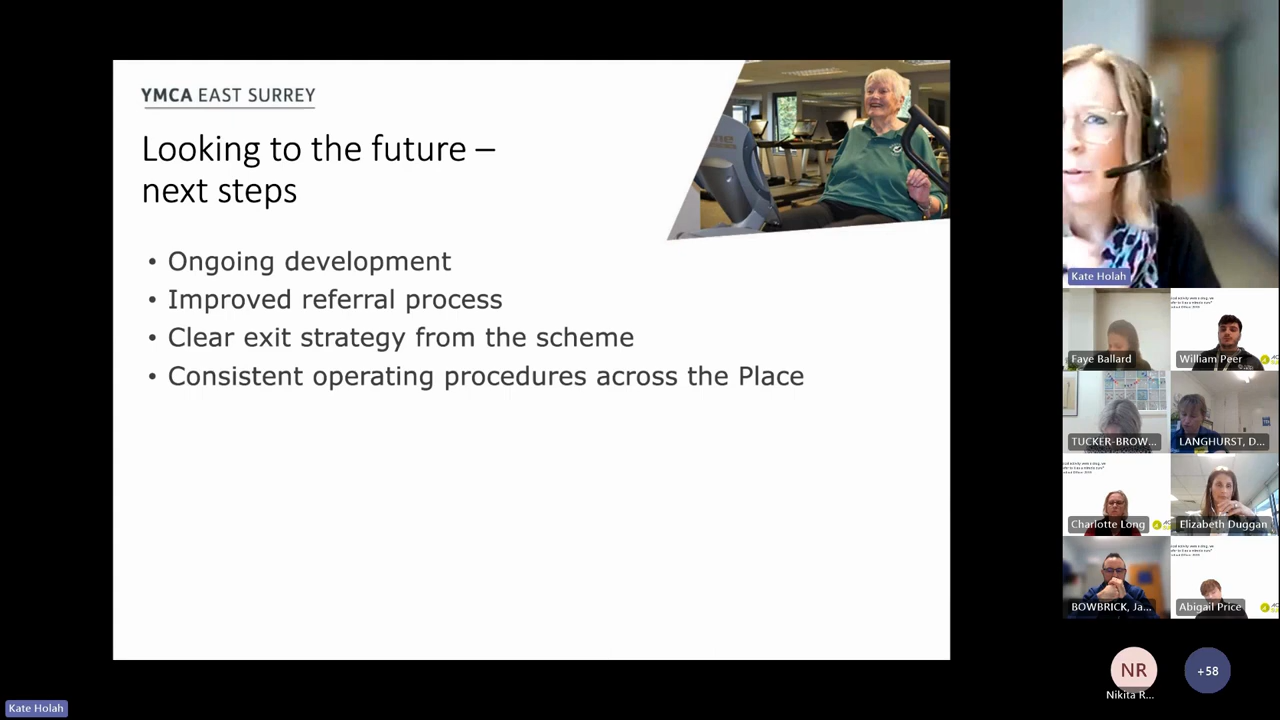 YMCA EAST SURREY
Looking to the future –
next steps
• Ongoing development
• Improved referral process
• Clear exit strategy from the scheme
• Consistent operating procedures across the Place
Kate Holah
Faye Ballard
William Peer
TUCKER-BROW...
LANGHURST, D...
Charlotte Long
Elizabeth Duggan
BOWBRICK, Ja...
Abigail Price
NR
+58
Nikita R...
Kate Holah